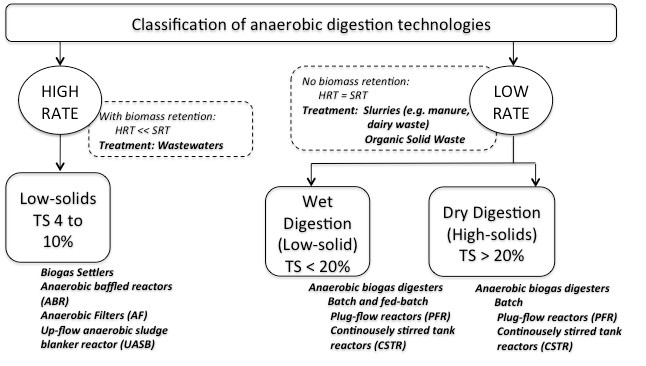 Classification of anaerobic digestion technologies
HIGH
RATE
With biomass retention:
HRT << SRT
Treatment: Wastewaters
No biomass retention:
HRT = SRT
Treatment: Slurries (e.g. manure,
dairy waste)
Organic Solid Waste
LOW
RATE
Low-solids
TS 4 to
10%
Biogas Settlers
Anaerobic baffled reactors
(ABR)
Anaerobic Filters (AF)
Up-flow anaerobic sludge
blanker reactor (UASB)
Wet
Digestion
(Low-solid)
TS < 20%
Anaerobic biogas digesters
Batch and fed-batch
Plug-flow reactors (PFR)
Continousely stirred tank
reactors (CSTR)
Dry Digestion
(High-solids)
TS > 20%
Anaerobic biogas digesters
Batch
Plug-flow reactors (PFR)
Continousely stirred tank
reactors (CSTR)